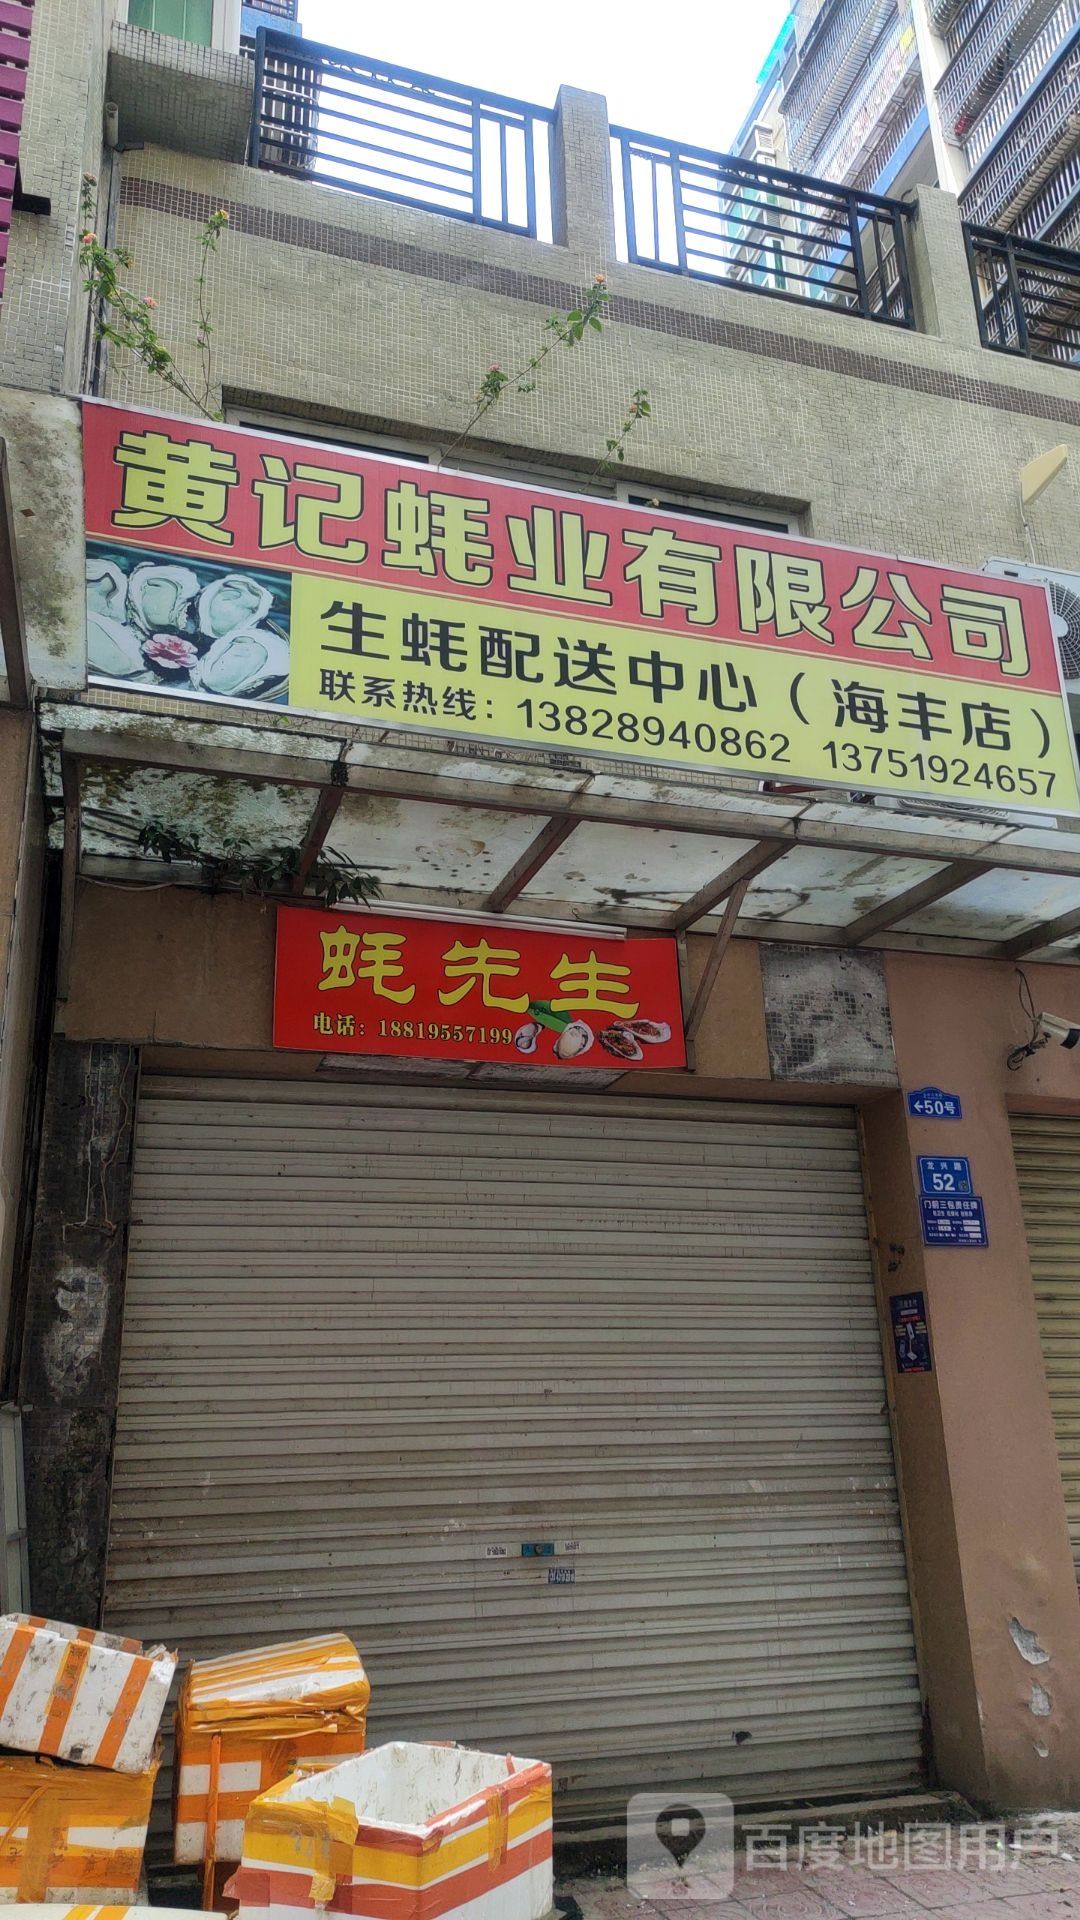 黄记蚝业有限公司
生蚝配送中心（海丰店）
联系热线：13828940862 13751924657
蚝先生
电话：18819557199
←50号
龙兴路
52
门前三包责任牌
百度地图用户